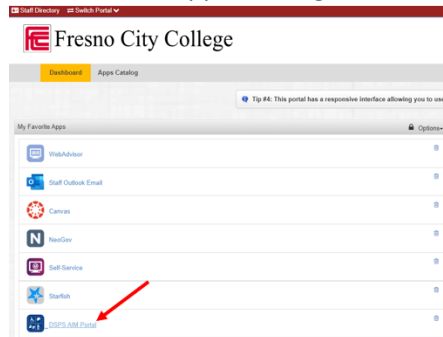 Staff Directory Switch Portal
Fresno City College
Dashboard Apps Catalog
Tip #4: This portal has a responsive interface allowing you to use
My Favorite Apps Options
WebAdvisor
Staff Outlook Email
Canvas
N NeoGov
Self-Service
Starfish
DSPS AIM Portal